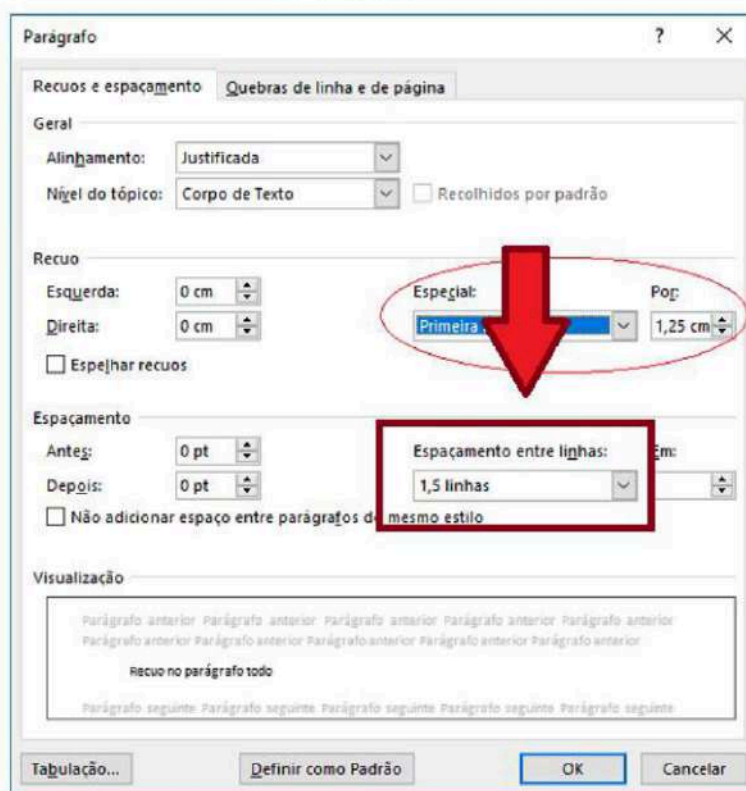 Parágrafo ? ×
Recuos e espaçamento Quebras de linha e de página
Geral
Alinhamento: Justificada
Nível do tópico: Corpo de Texto Recolhidos por padrão
Recuo
Esquerda: 0 cm Especial: Por:
Direita: 0 cm Primeira 1,25 cm
Espelhar recuos
Espaçamento
Antes: 0 pt Espaçamento entre linhas: Em:
Depois: 0 pt 1,5 linhas
Não adicionar espaço entre parágrafos do mesmo estilo
Visualização
Parágrafo anterior Parágrafo anterior Parágrafo anterior Parágrafo anterior Parágrafo anterior
Parágrafo anterior Parágrafo anterior Parágrafo anterior Parágrafo anterior Parágrafo anterior
Recuo no parágrafo todo
Parágrafo seguinte Parágrafo seguinte Parágrafo seguinte Parágrafo seguinte Parágrafo seguinte
Tabulação... Definir como Padrão OK Cancelar